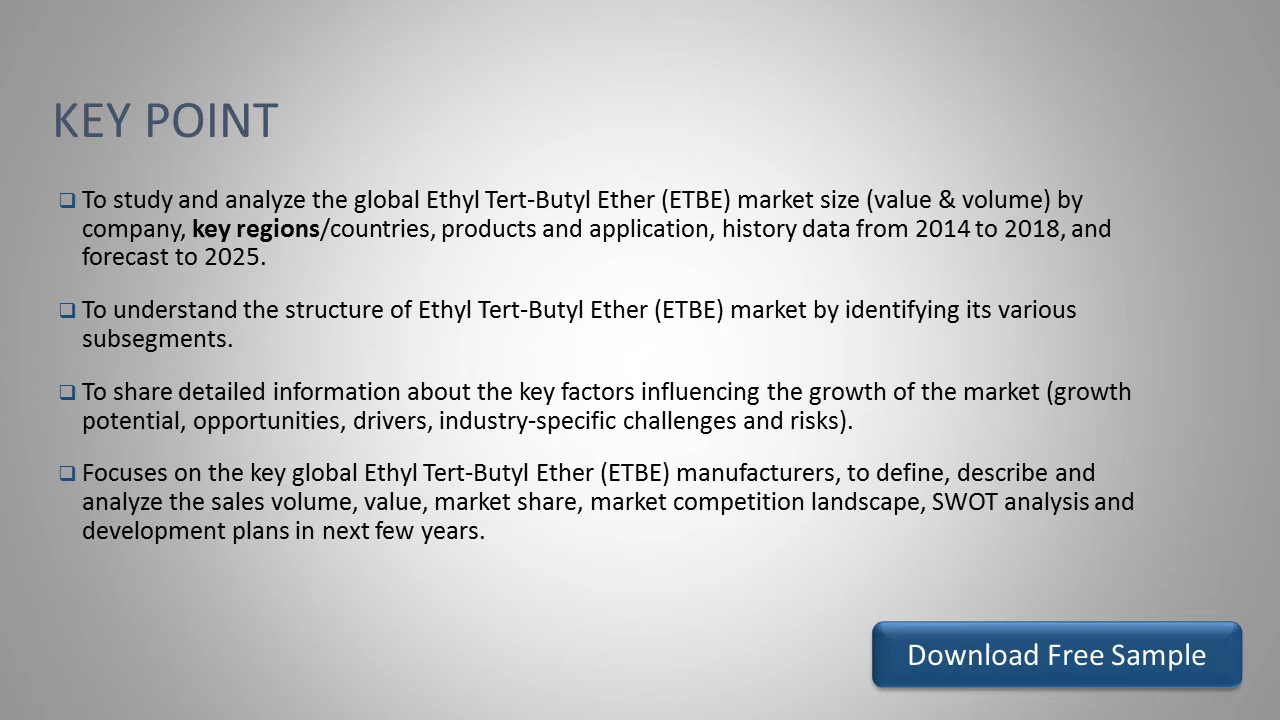 KEY POINT
To study and analyze the global Ethyl Tert-Butyl Ether (ETBE) market size (value & volume) by
company, key regions/countries, products and application, history data from 2014 to 2018, and
forecast to 2025.
To understand the structure of Ethyl Tert-Butyl Ether (ETBE) market by identifying its various
subsegments.
To share detailed information about the key factors influencing the growth of the market (growth
potential, opportunities, drivers, industry-specific challenges and risks).
Focuses on the key global Ethyl Tert-Butyl Ether (ETBE) manufacturers, to define, describe and
analyze the sales volume, value, market share, market competition landscape, SWOT analysis and
development plans in next few years.
Download Free Sample